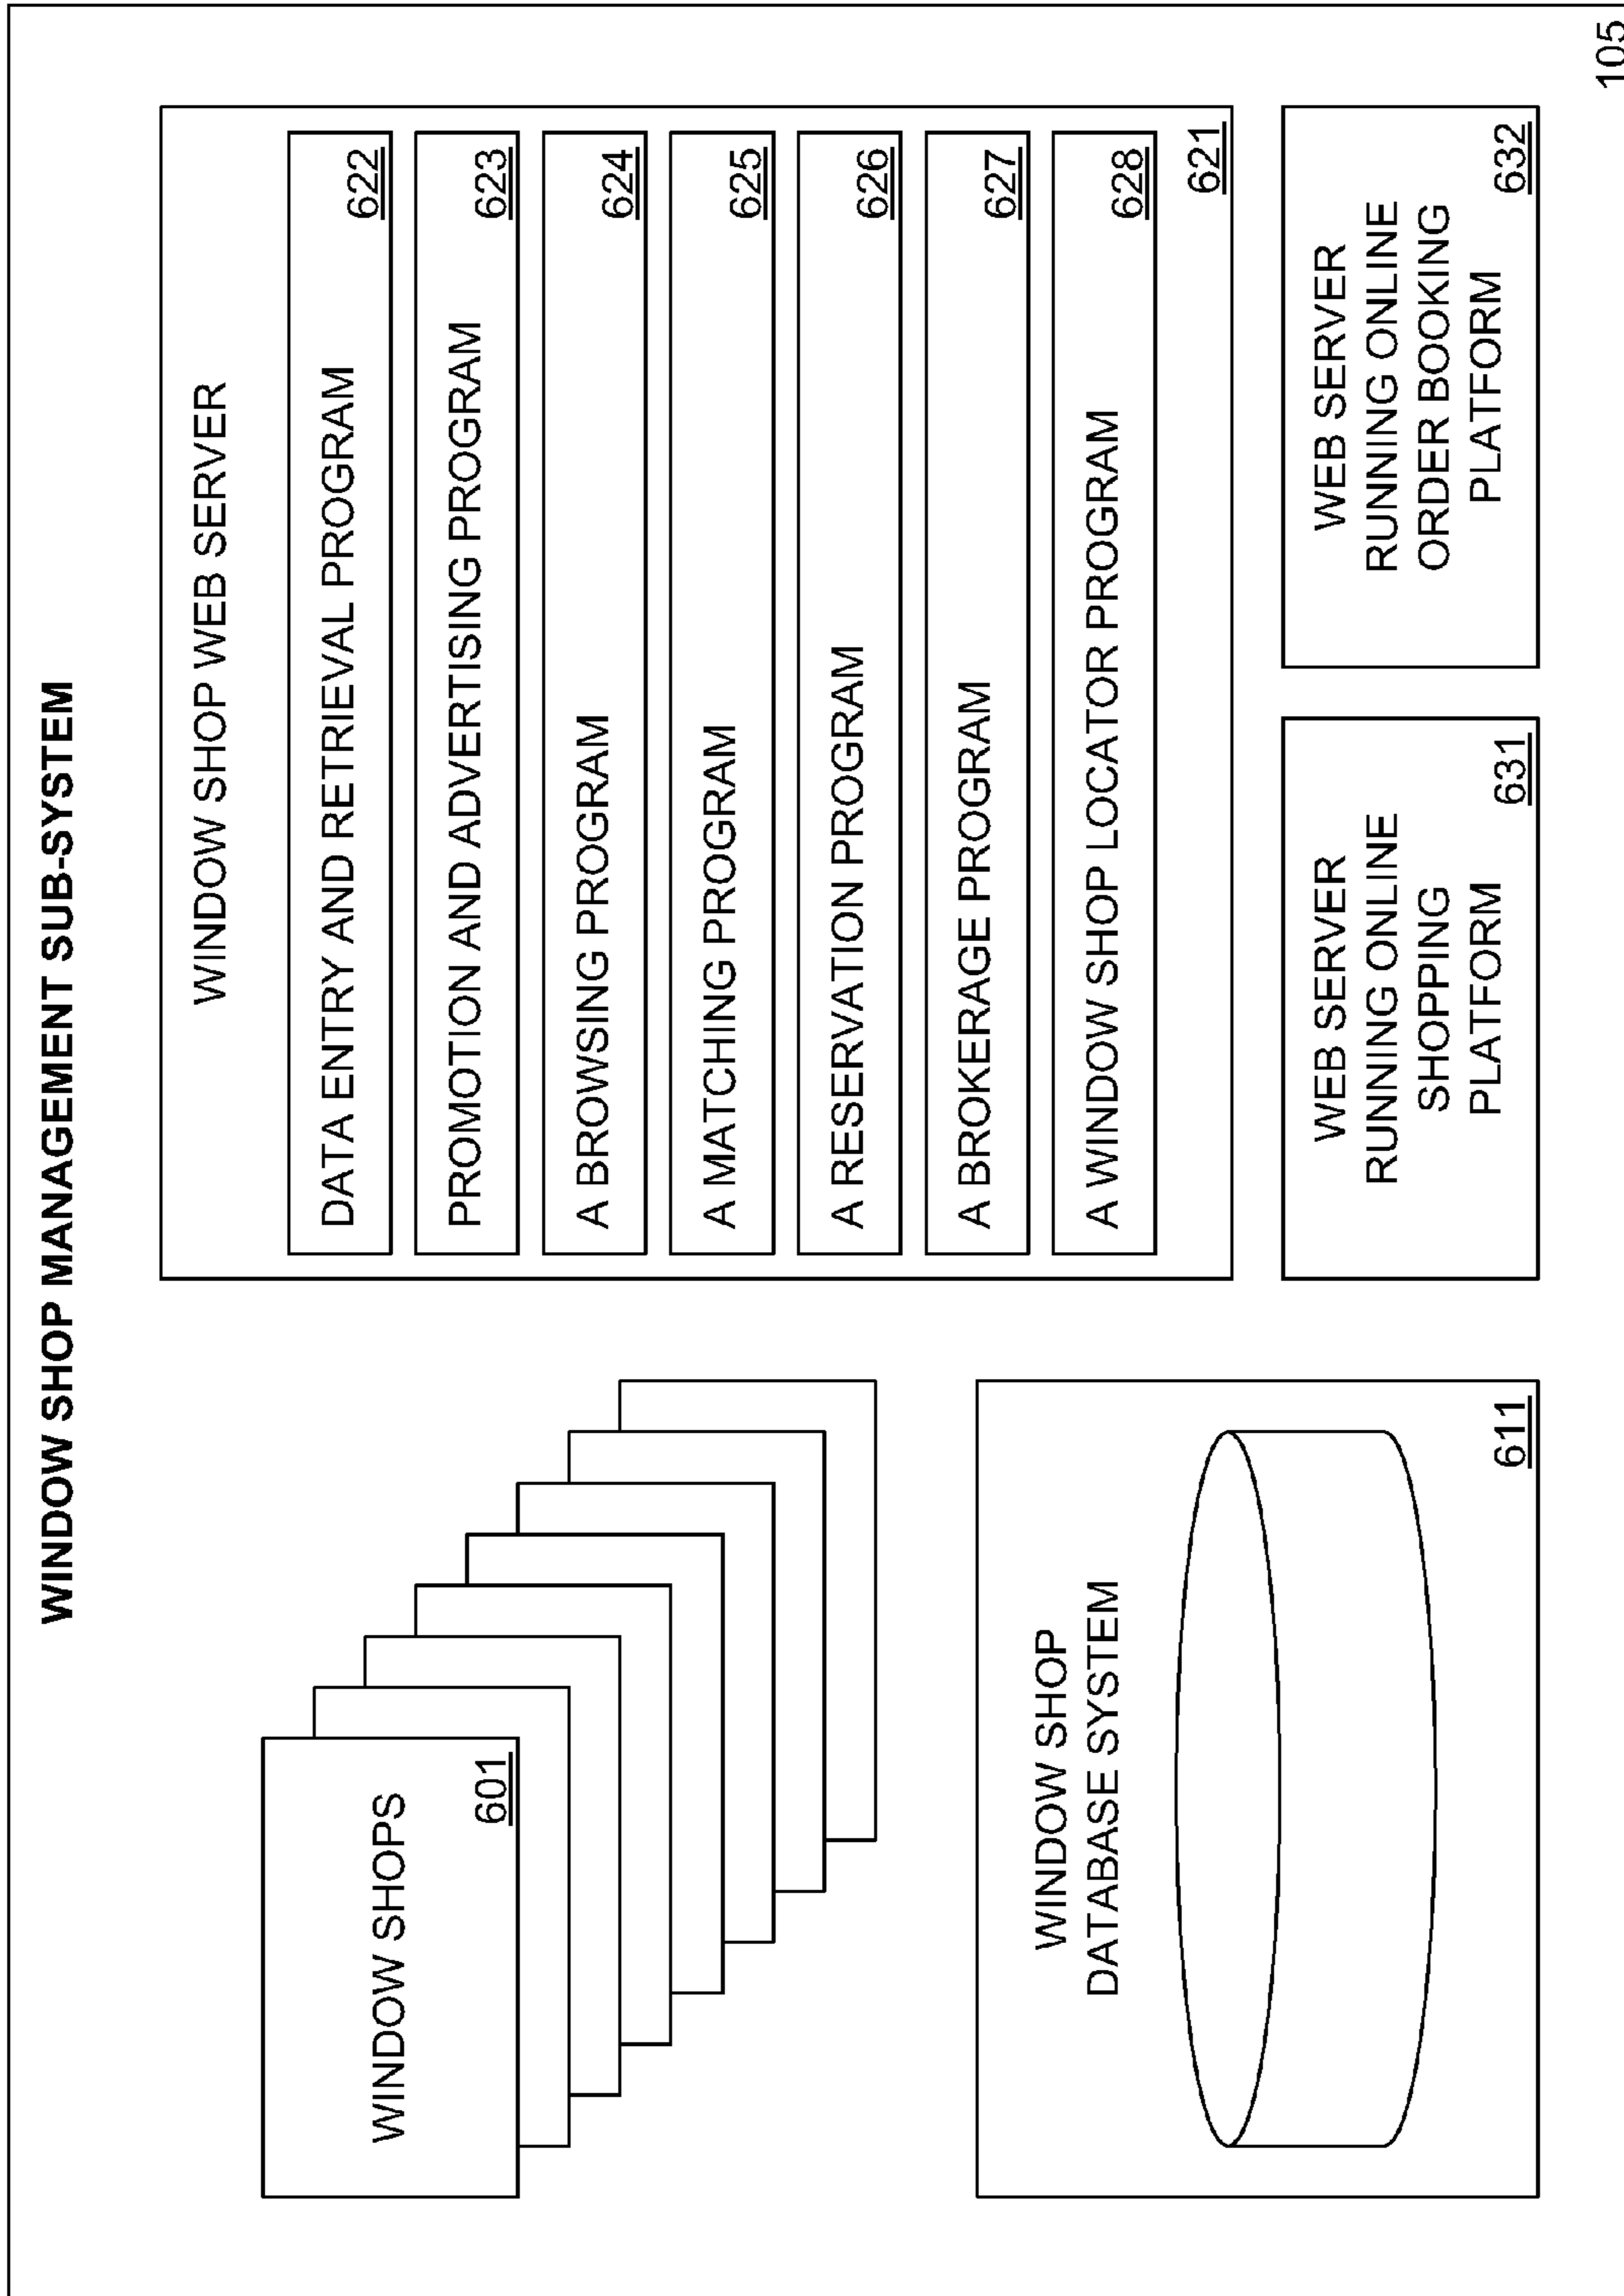 WINDOW SHOP MANAGEMENT SUB-SYSTEM
WINDOW SHOPS
601
WINDOW SHOP
DATABASE SYSTEM
611
WINDOW SHOP WEB SERVER
DATA ENTRY AND RETRIEVAL PROGRAM
622
PROMOTION AND ADVERTISING PROGRAM
623
A BROWSING PROGRAM
624
A MATCHING PROGRAM
625
A RESERVATION PROGRAM
626
A BROKERAGE PROGRAM
627
A WINDOW SHOP LOCATOR PROGRAM
628
621
WEB SERVER
RUNNING ONLINE
SHOPPING
PLATFORM
631
WEB SERVER
RUNNING ONLINE
ORDER BOOKING
PLATFORM
632
105